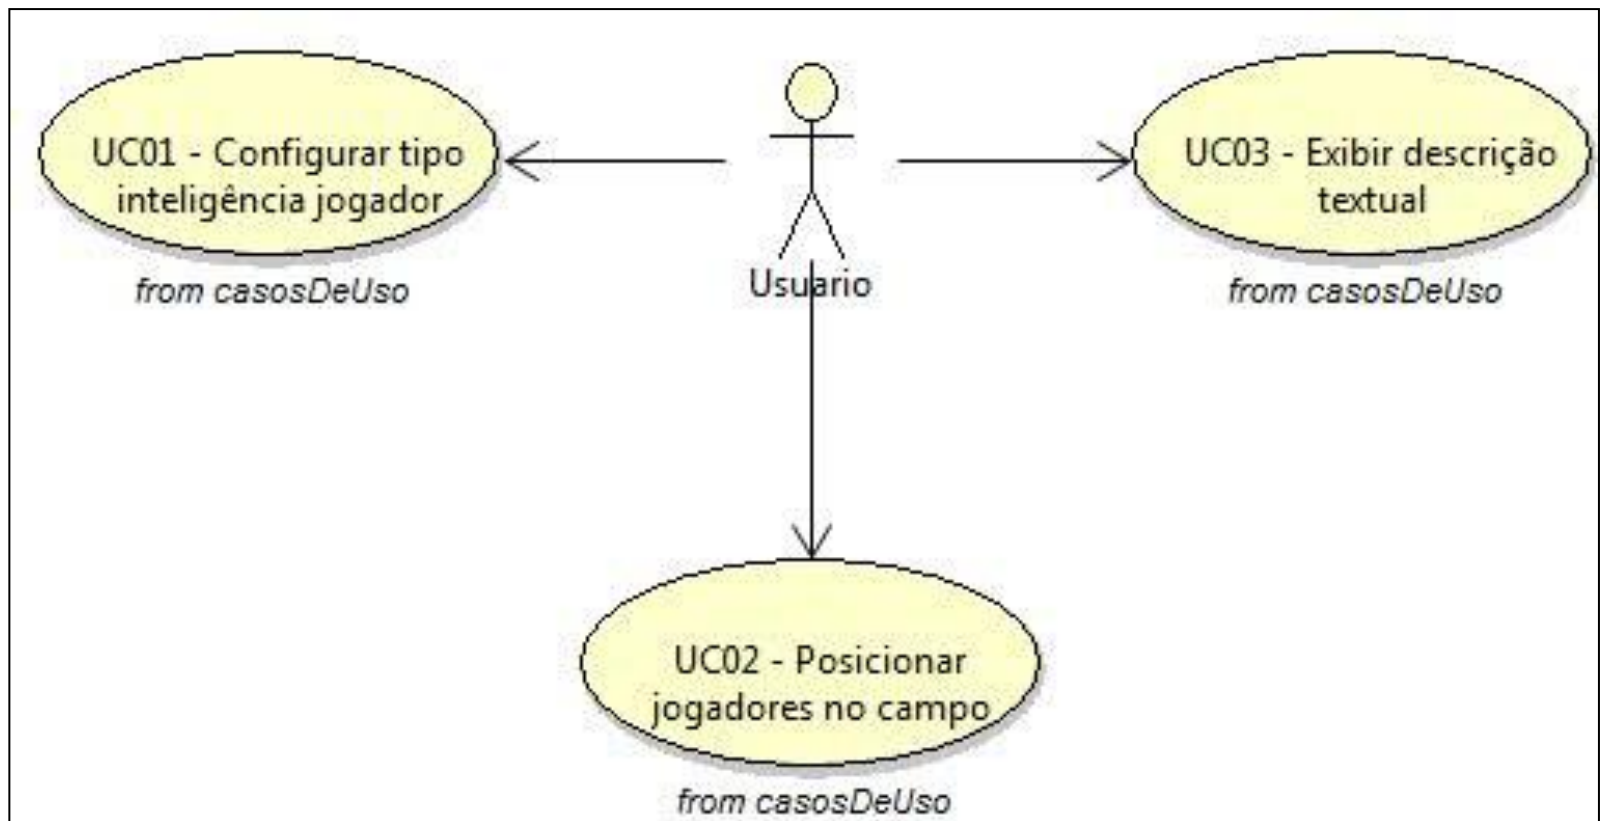 UC01 - Configurar tipo
inteligência jogador
from casosDeUso
Usuario
UC03 - Exibir descrição
textual
from casosDeUso
UC02 - Posicionar
jogadores no campo
from casosDeUso